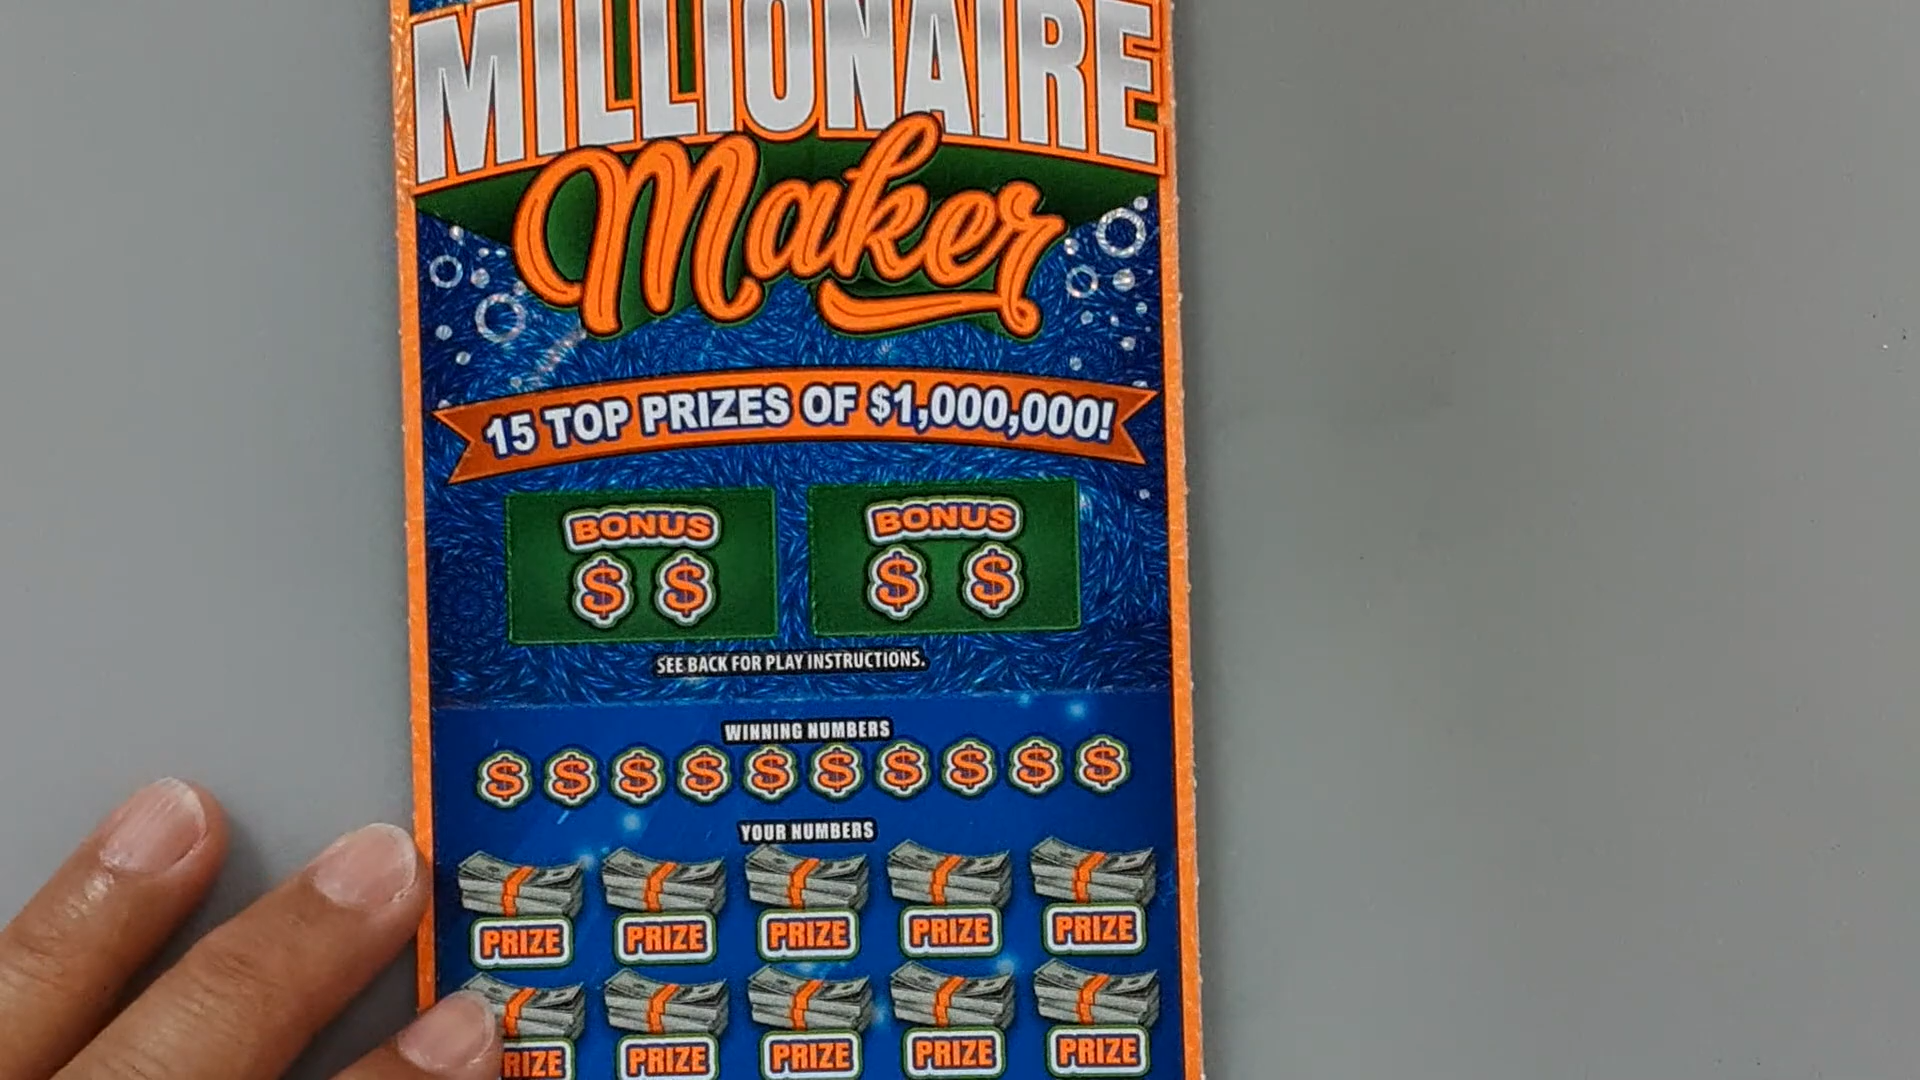 MILLIONAIRE
Maker
15 TOP PRIZES OF $1,000,000!
BONUS BONUS
$ $ $ $
SEE BACK FOR PLAY INSTRUCTIONS.
WINNING NUMBERS
$ $ $ $ $ $ $ $ $ $
YOUR NUMBERS
PRIZE PRIZE PRIZE PRIZE PRIZE
PRIZE PRIZE PRIZE PRIZE PRIZE